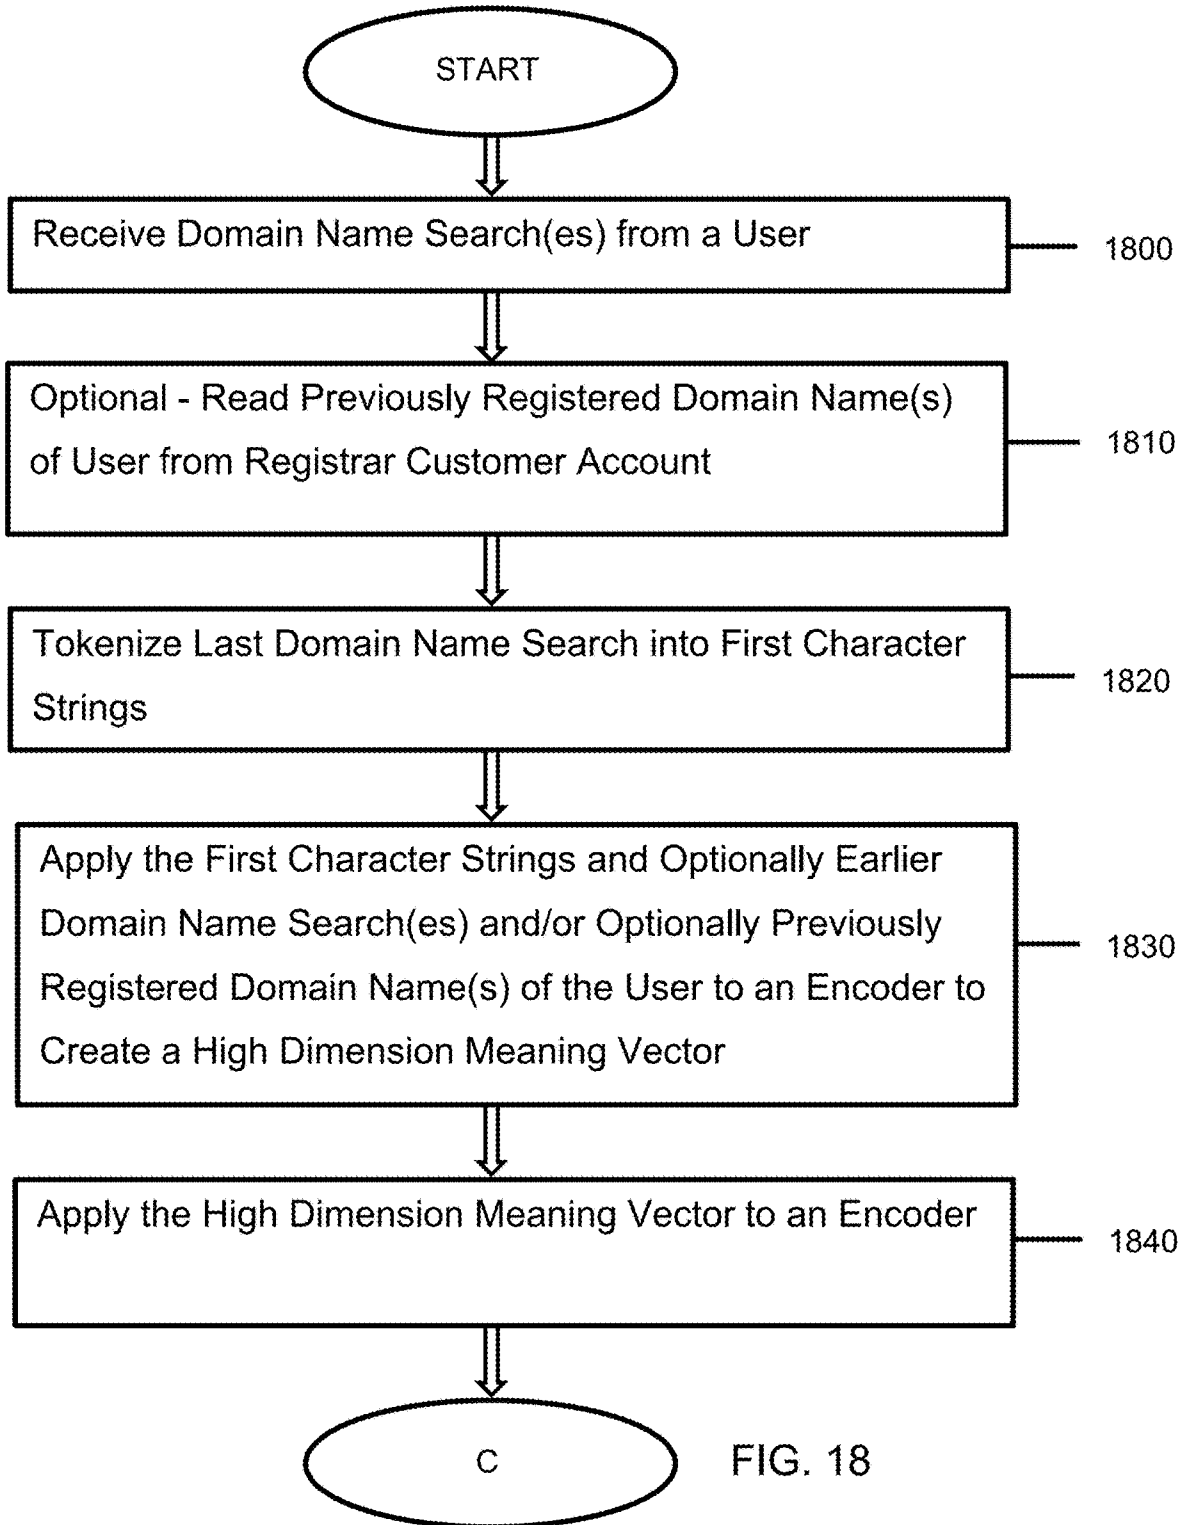 START
Receive Domain Name Search(es) from a User
1800
Optional - Read Previously Registered Domain Name(s)
of User from Registrar Customer Account
1810
Tokenize Last Domain Name Search into First Character
Strings
1820
Apply the First Character Strings and Optionally Earlier
Domain Name Search(es) and/or Optionally Previously
Registered Domain Name(s) of the User to an Encoder to
Create a High Dimension Meaning Vector
1830
Apply the High Dimension Meaning Vector to an Encoder
1840
C
FIG. 18